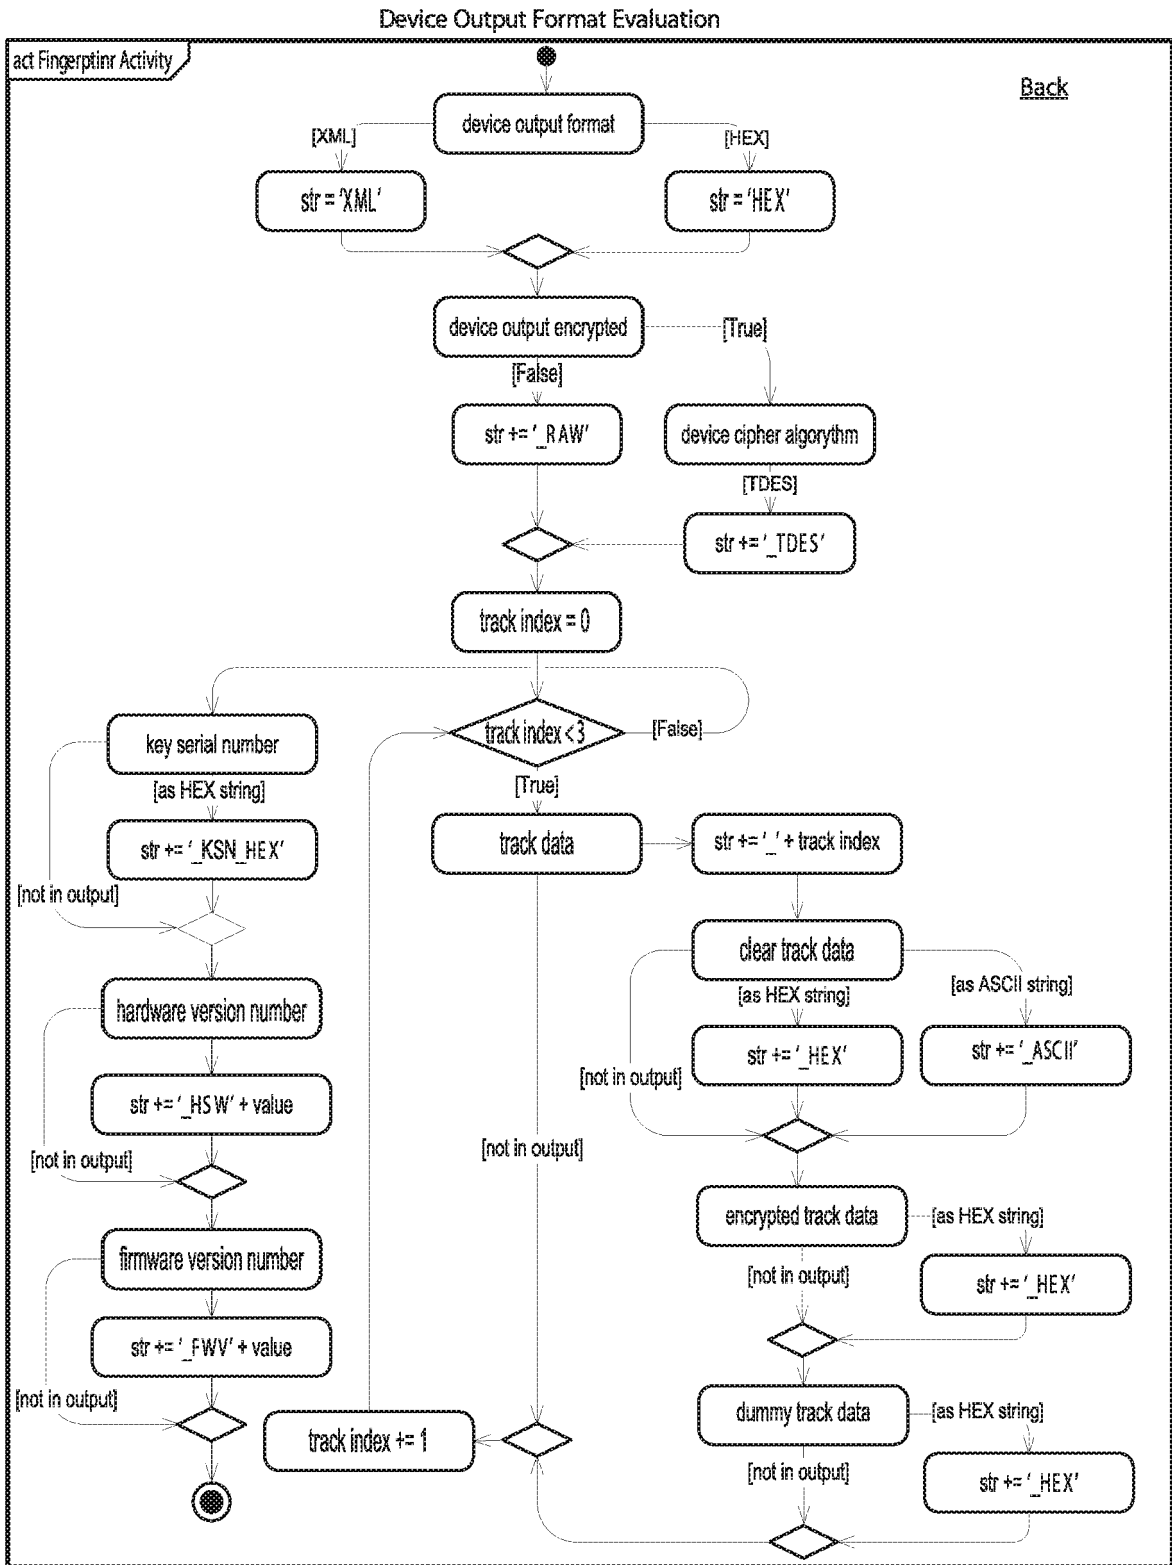 Device Output Format Evaluation
act Fingerptinr Activity
Back
device output format
[XML]
[HEX]
str = 'XML'
str = 'HEX'
device output encrypted
[True]
[False]
str += '_RAW'
device cipher algorythm
[TDES]
str += '_TDES'
track index = 0
track index < 3
[False]
[True]
key serial number
[as HEX string]
str += '_KSN_HEX'
[not in output]
track data
str += '_' + track index
clear track data
[as HEX string]
[as ASCII string]
str += '_HEX'
str += '_ASCII'
[not in output]
hardware version number
str += '_HSW' + value
[not in output]
[not in output]
encrypted track data
[as HEX string]
[not in output]
str += '_HEX'
firmware version number
str += '_FWV' + value
[not in output]
dummy track data
[as HEX string]
[not in output]
str += '_HEX'
track index += 1